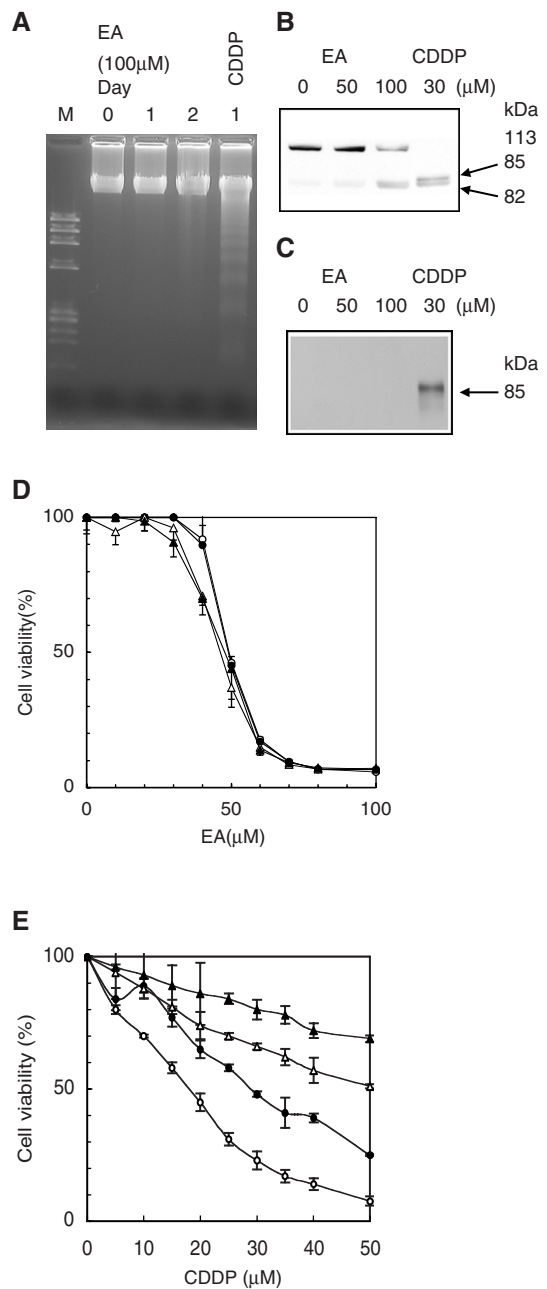 A
EA
(100μM)
Day
CDDP
M 0 1 2 1
B
EA CDDP
0 50 100 30 (μM)
kDa
113
85
82
C
EA CDDP
0 50 100 30 (μM)
kDa
85
D
100
50
0
Cell viability(%)
0 50 100
EA(μM)
E
100
50
0
Cell viability (%)
0 10 20 30 40 50
CDDP (μM)